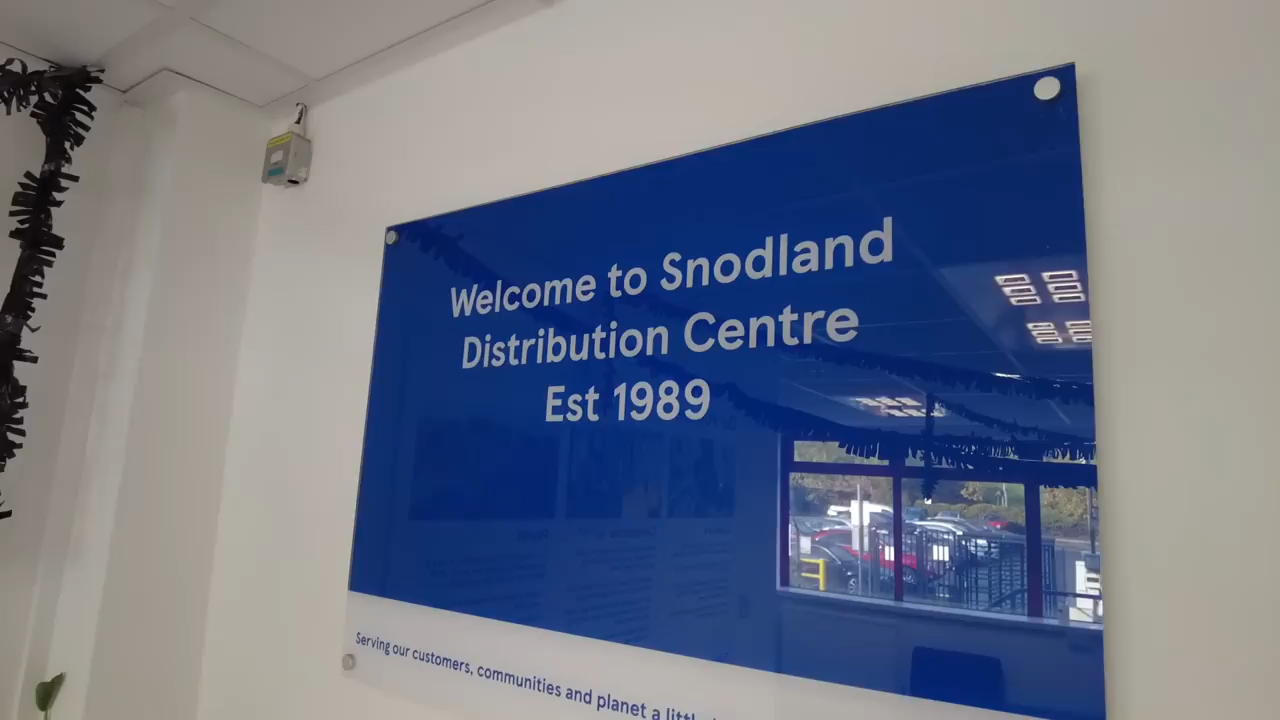 Welcome to Snodland
Distribution Centre
Est 1989
Serving our customers, communities and planet a